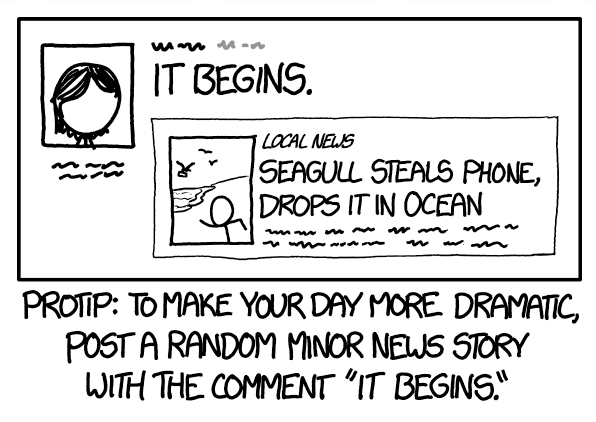 IT BEGINS.
LOCAL NEWS
SEAGULL STEALS PHONE,
DROPS IT IN OCEAN
PROTIP: TO MAKE YOUR DAY MORE DRAMATIC,
POST A RANDOM MINOR NEWS STORY
WITH THE COMMENT "IT BEGINS."